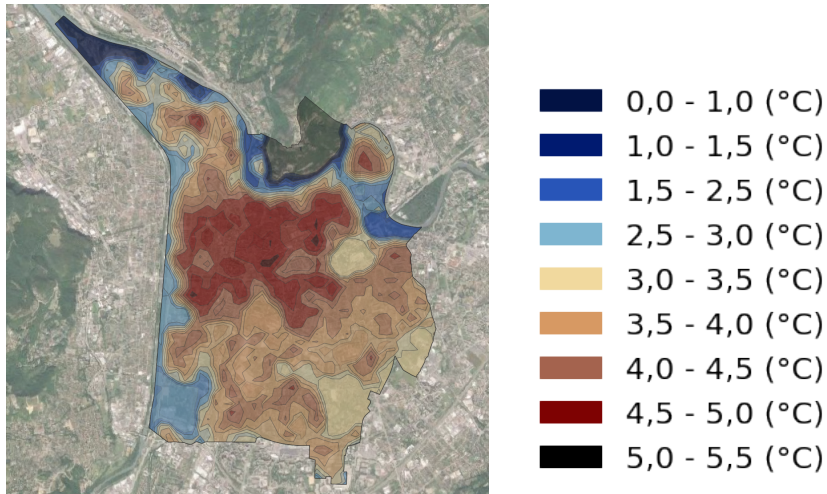 0,0 - 1,0 (°C)
1,0 - 1,5 (°C)
1,5 - 2,5 (°C)
2,5 - 3,0 (°C)
3,0 - 3,5 (°C)
3,5 - 4,0 (°C)
4,0 - 4,5 (°C)
4,5 - 5,0 (°C)
5,0 - 5,5 (°C)